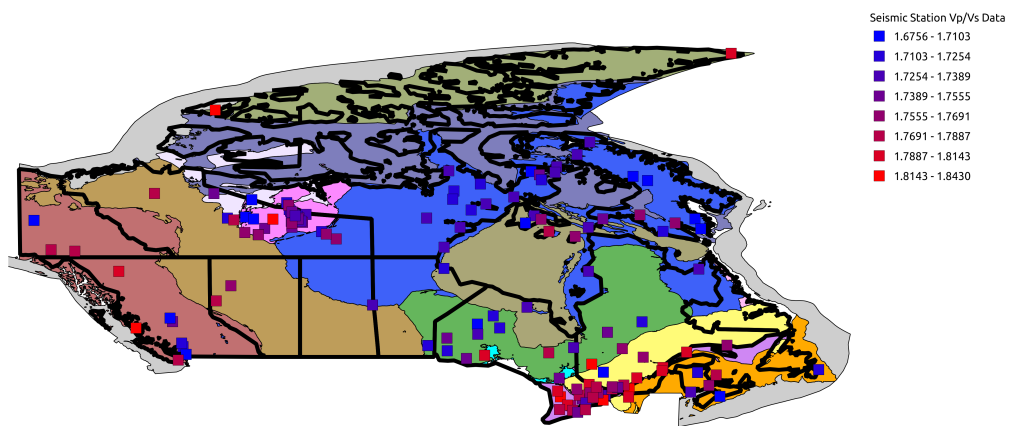 Seismic Station Vp/Vs Data
1.6756 - 1.7103
1.7103 - 1.7254
1.7254 - 1.7389
1.7389 - 1.7555
1.7555 - 1.7691
1.7691 - 1.7887
1.7887 - 1.8143
1.8143 - 1.8430